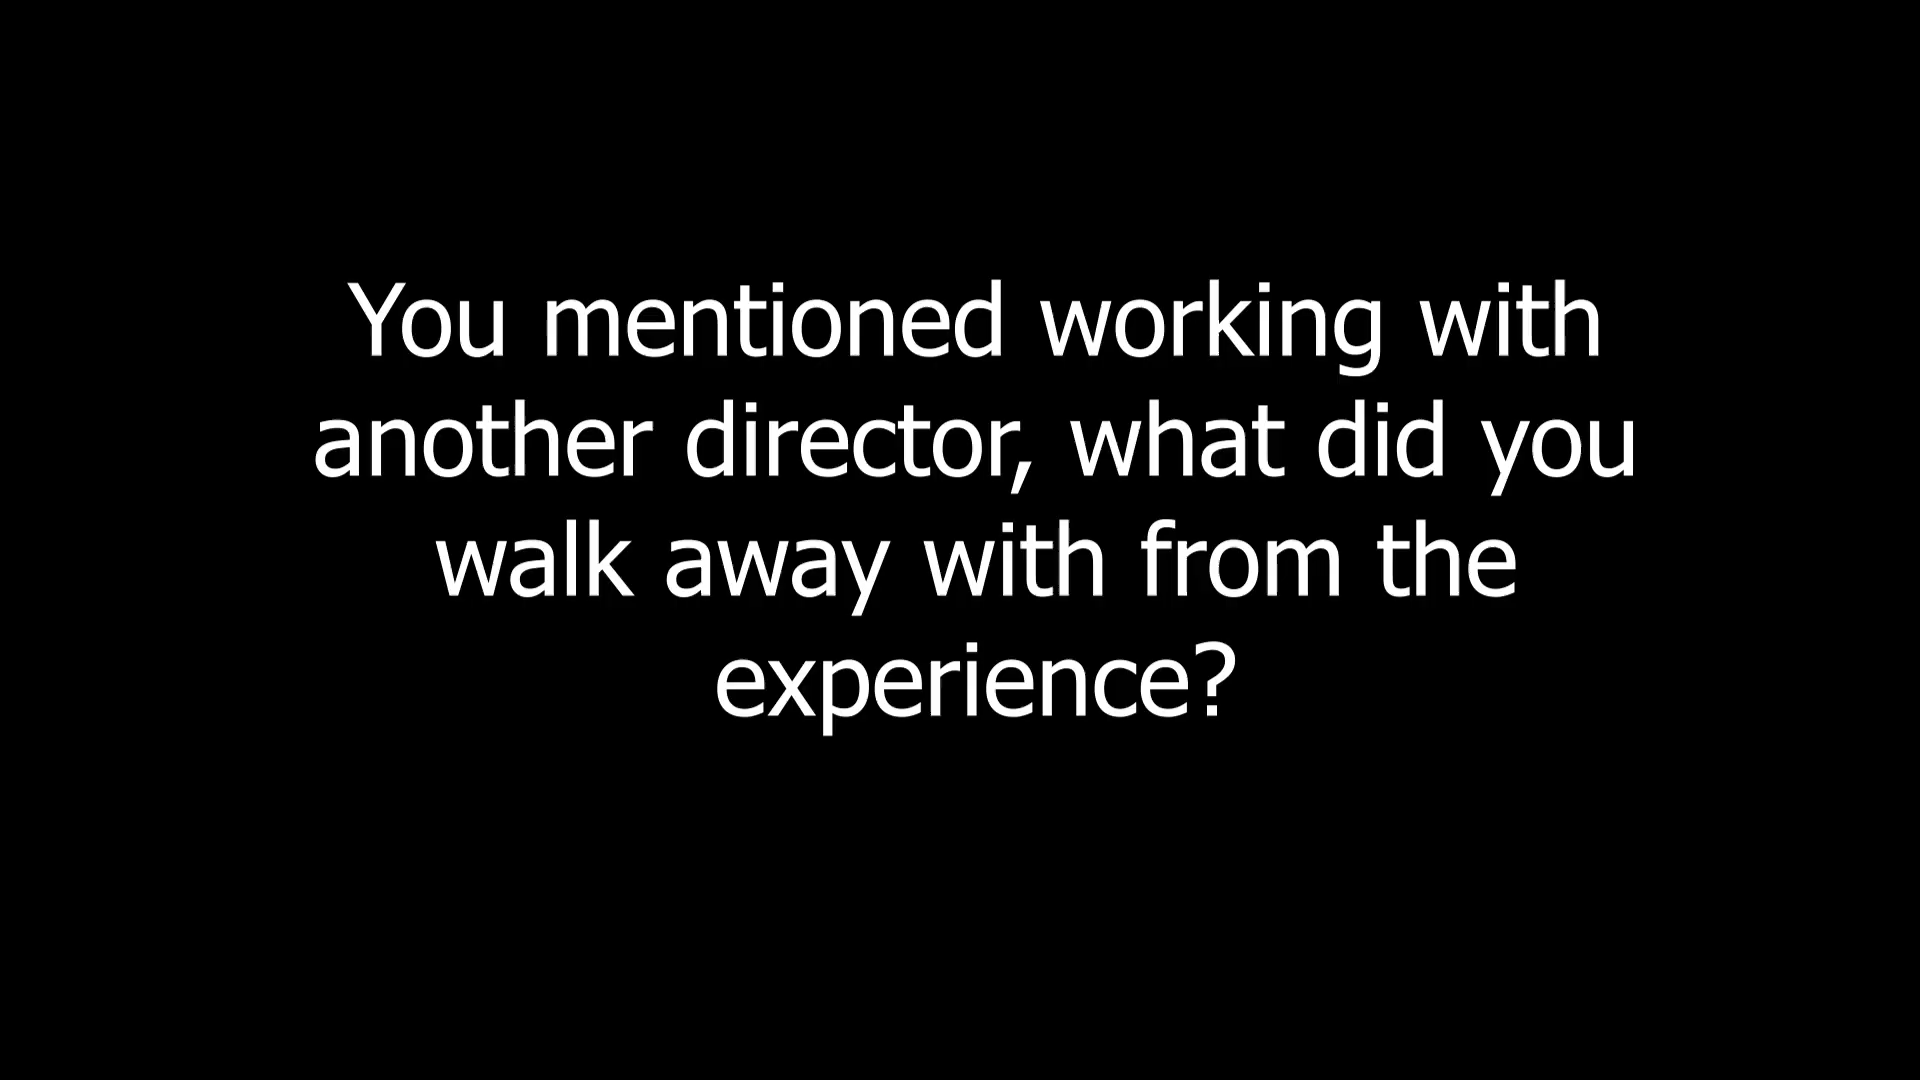 You mentioned working with
another director, what did you
walk away with from the
experience?